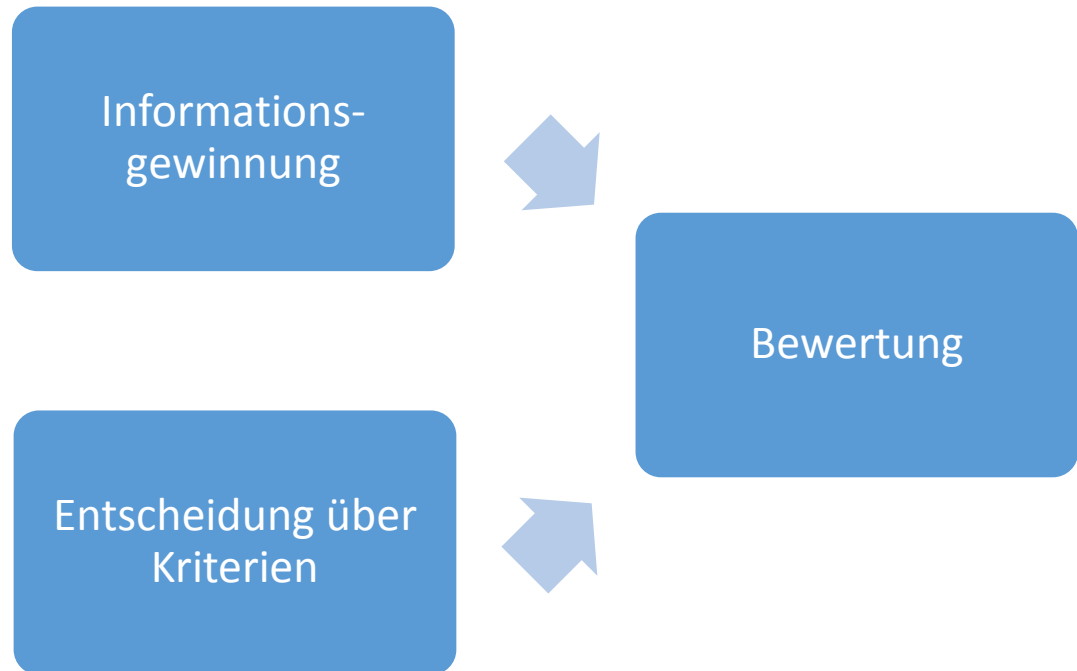 Informations-
gewinnung
Bewertung
Entscheidung über
Kriterien